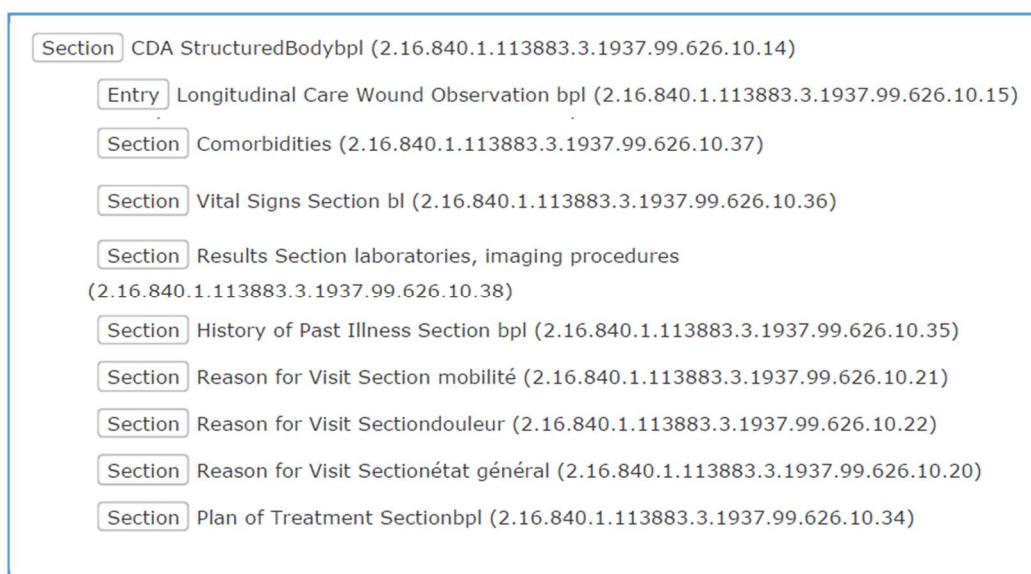 Section CDA StructuredBodybpl (2.16.840.1.113883.3.1937.99.626.10.14)
Entry Longitudinal Care Wound Observation bpl (2.16.840.1.113883.3.1937.99.626.10.15)
Section Comorbidities (2.16.840.1.113883.3.1937.99.626.10.37)
Section Vital Signs Section bl (2.16.840.1.113883.3.1937.99.626.10.36)
Section Results Section laboratories, imaging procedures
(2.16.840.1.113883.3.1937.99.626.10.38)
Section History of Past Illness Section bpl (2.16.840.1.113883.3.1937.99.626.10.35)
Section Reason for Visit Section mobilité (2.16.840.1.113883.3.1937.99.626.10.21)
Section Reason for Visit Sectiondouleur (2.16.840.1.113883.3.1937.99.626.10.22)
Section Reason for Visit Sectionétat général (2.16.840.1.113883.3.1937.99.626.10.20)
Section Plan of Treatment Sectionbpl (2.16.840.1.113883.3.1937.99.626.10.34)